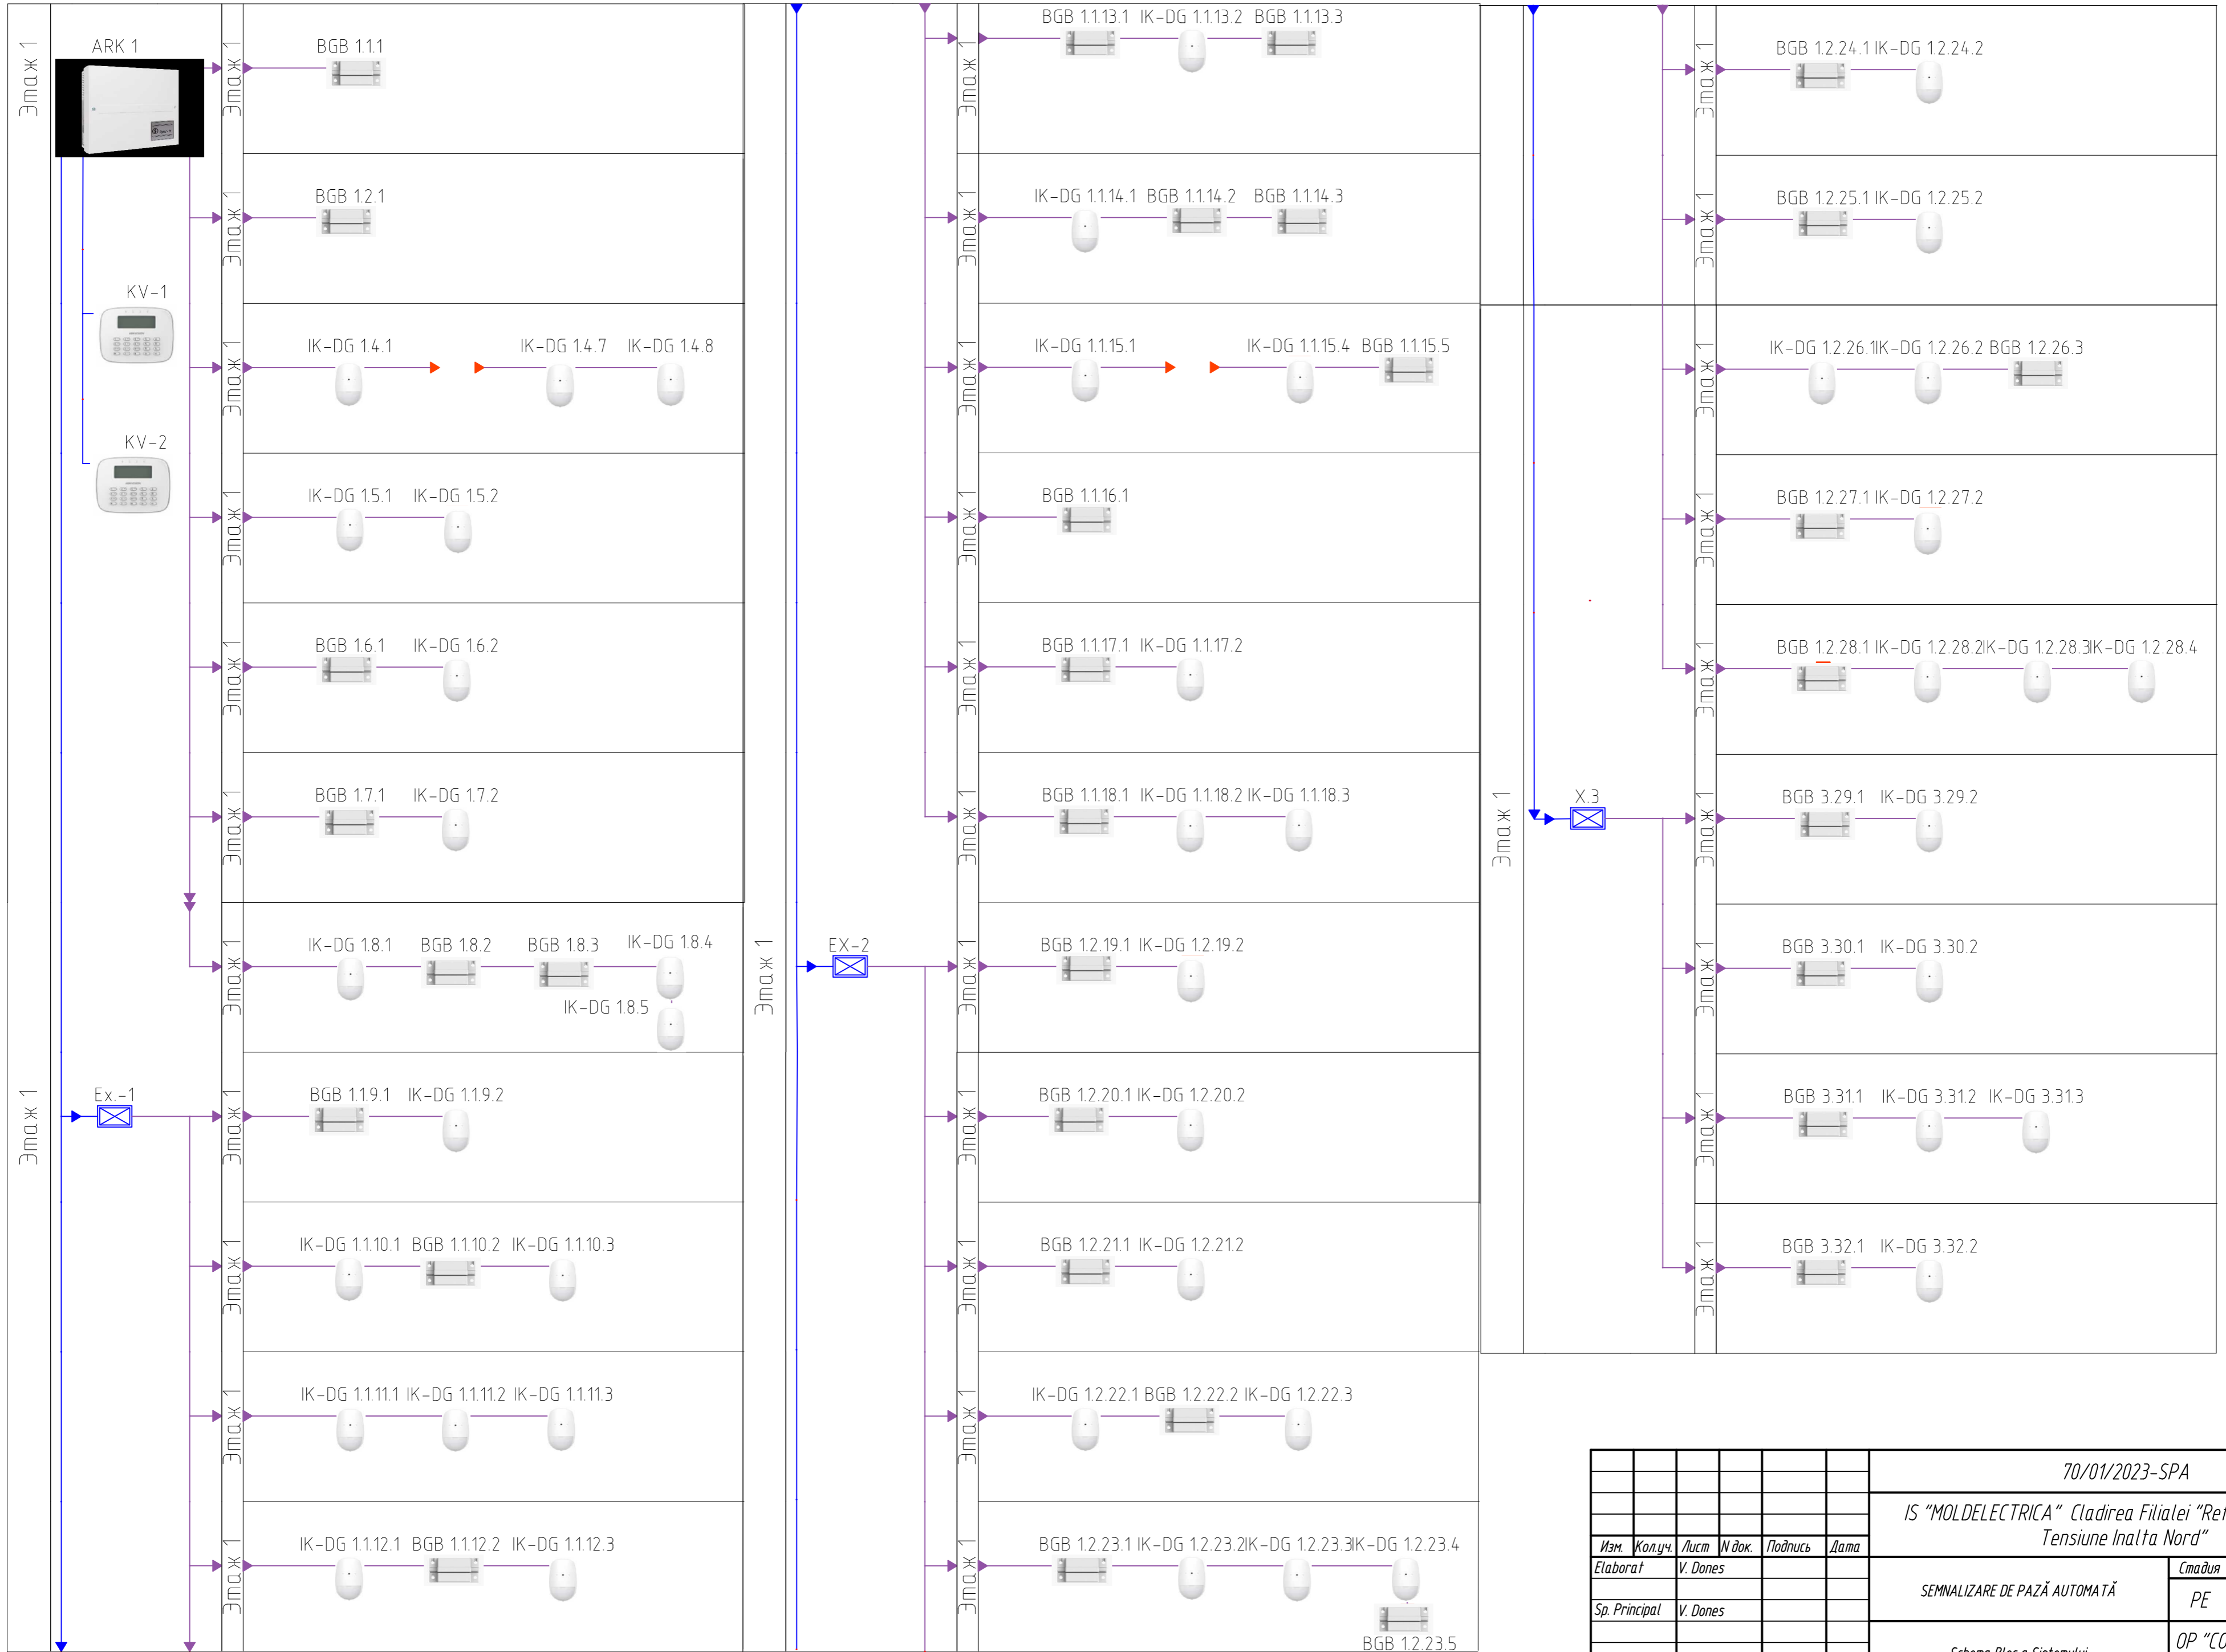 Этаж 1
ARK 1
Этаж 1
BGB 1.1.1
Этаж 1
BGB 1.2.1
KV-1
Этаж 1
IK-DG 1.4.1
IK-DG 1.4.7
IK-DG 1.4.8
KV-2
Этаж 1
IK-DG 1.5.1
IK-DG 1.5.2
Этаж 1
BGB 1.6.1
IK-DG 1.6.2
Этаж 1
BGB 1.7.1
IK-DG 1.7.2
Этаж 1
IK-DG 1.8.1
BGB 1.8.2
BGB 1.8.3
IK-DG 1.8.4
IK-DG 1.8.5
Этаж 1
Ex.-1
Этаж 1
BGB 1.1.9.1
IK-DG 1.1.9.2
Этаж 1
IK-DG 1.1.10.1
BGB 1.1.10.2
IK-DG 1.1.10.3
Этаж 1
IK-DG 1.1.11.1
IK-DG 1.1.11.2
IK-DG 1.1.11.3
Этаж 1
IK-DG 1.1.12.1
BGB 1.1.12.2
IK-DG 1.1.12.3
Этаж 1
BGB 1.1.13.1
IK-DG 1.1.13.2
BGB 1.1.13.3
Этаж 1
IK-DG 1.1.14.1
BGB 1.1.14.2
BGB 1.1.14.3
Этаж 1
IK-DG 1.1.15.1
IK-DG 1.1.15.4
BGB 1.1.15.5
Этаж 1
BGB 1.1.16.1
Этаж 1
BGB 1.1.17.1
IK-DG 1.1.17.2
Этаж 1
BGB 1.1.18.1
IK-DG 1.1.18.2
IK-DG 1.1.18.3
Этаж 1
EX-2
Этаж 1
BGB 1.2.19.1
IK-DG 1.2.19.2
Этаж 1
BGB 1.2.20.1
IK-DG 1.2.20.2
Этаж 1
BGB 1.2.21.1
IK-DG 1.2.21.2
Этаж 1
IK-DG 1.2.22.1
BGB 1.2.22.2
IK-DG 1.2.22.3
Этаж 1
BGB 1.2.23.1
IK-DG 1.2.23.2
IK-DG 1.2.23.3
IK-DG 1.2.23.4
BGB 1.2.23.5
Этаж 1
BGB 1.2.24.1
IK-DG 1.2.24.2
Этаж 1
BGB 1.2.25.1
IK-DG 1.2.25.2
Этаж 1
IK-DG 1.2.26.1
IK-DG 1.2.26.2
BGB 1.2.26.3
Этаж 1
BGB 1.2.27.1
IK-DG 1.2.27.2
Этаж 1
BGB 1.2.28.1
IK-DG 1.2.28.2
IK-DG 1.2.28.3
IK-DG 1.2.28.4
Этаж 1
X.3
Этаж 1
BGB 3.29.1
IK-DG 3.29.2
Этаж 1
BGB 3.30.1
IK-DG 3.30.2
Этаж 1
BGB 3.31.1
IK-DG 3.31.2
IK-DG 3.31.3
Этаж 1
BGB 3.32.1
IK-DG 3.32.2
70/01/2023-SPA
IS "MOLDELECTRICA" Cladirea Filialei "Ret
Tensiune Inalta Nord"
Изм. Кол.уч. Лист N док. Подпись Дата
Elaborat V. Dones
SEMNALIZARE DE PAZĂ AUTOMATĂ
Стадия
PE
Sp. Principal V. Dones
OP "CO